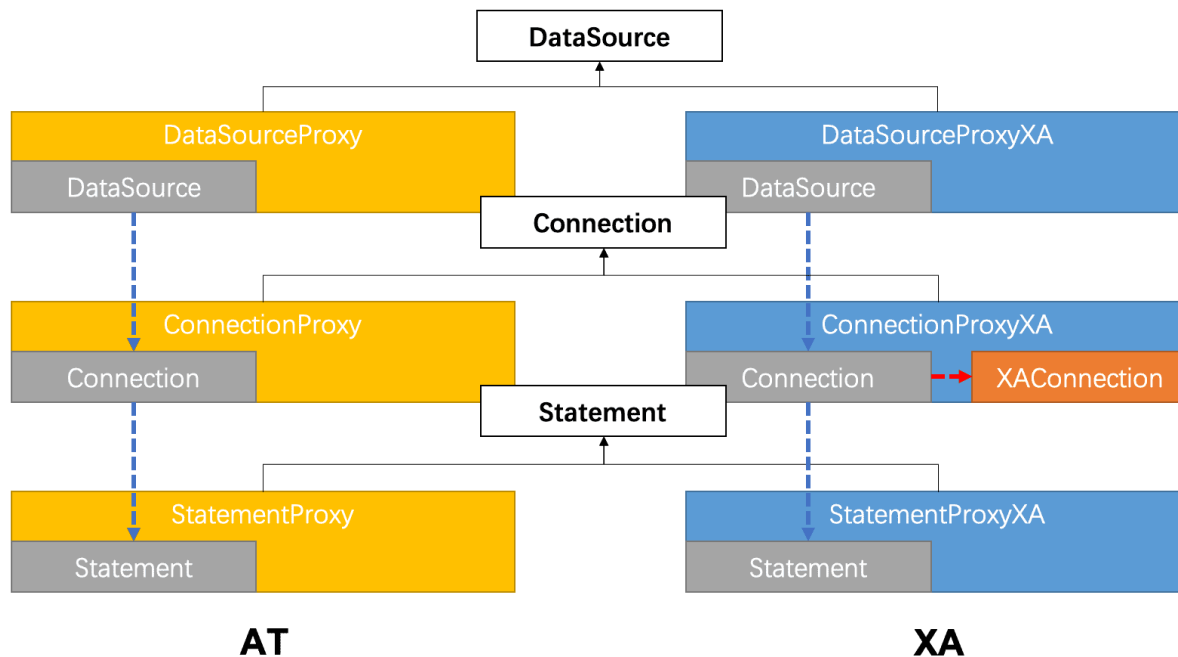 DataSource
DataSourceProxy
DataSourceProxyXA
DataSource
DataSource
Connection
ConnectionProxy
ConnectionProxyXA
Connection
Connection
XAConnection
Statement
StatementProxy
StatementProxyXA
Statement
Statement
AT
XA